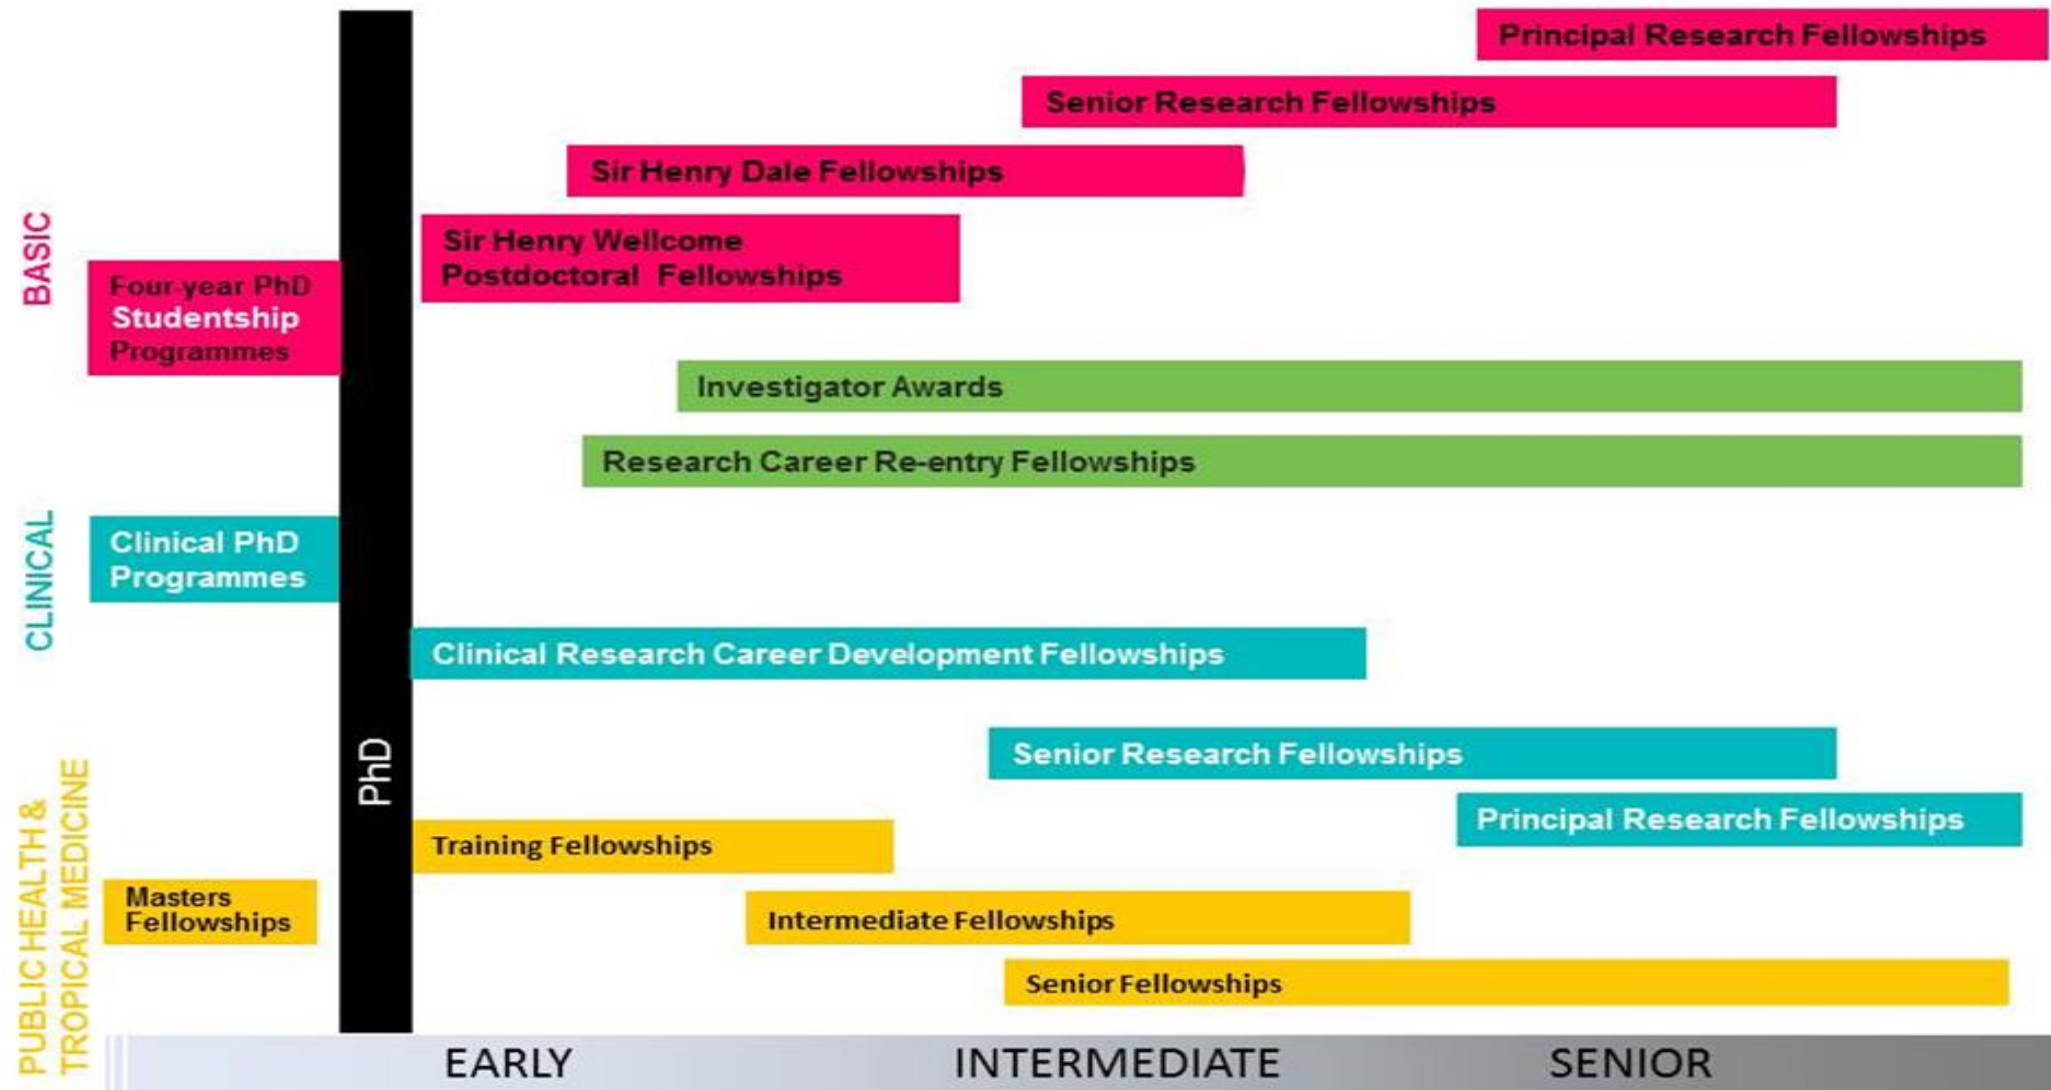 Principal Research Fellowships
Senior Research Fellowships
Sir Henry Dale Fellowships
BASIC
Sir Henry Wellcome
Postdoctoral Fellowships
Four-year PhD
Studentship
Programmes
Investigator Awards
Research Career Re-entry Fellowships
CLINICAL
Clinical PhD
Programmes
Clinical Research Career Development Fellowships
PhD
Senior Research Fellowships
Principal Research Fellowships
PUBLIC HEALTH &
TROPICAL MEDICINE
Training Fellowships
Masters
Fellowships
Intermediate Fellowships
Senior Fellowships
EARLY
INTERMEDIATE
SENIOR